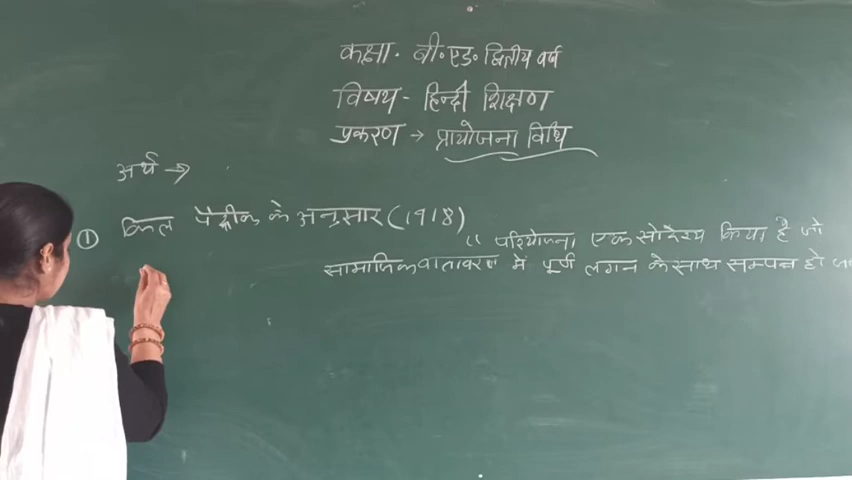 कक्षा. बी.एड. द्वितीय वर्ष
विषय - हिन्दी शिक्षण
प्रकरण → प्रायोजना विधि
अर्थ →
① किल पैट्रीक के अनुसार (1918)
“ परियोजना एक सोद्देश्य क्रिया है जो
सामाजिक वातावरण में पूर्ण लगन के साथ सम्पन्न हो